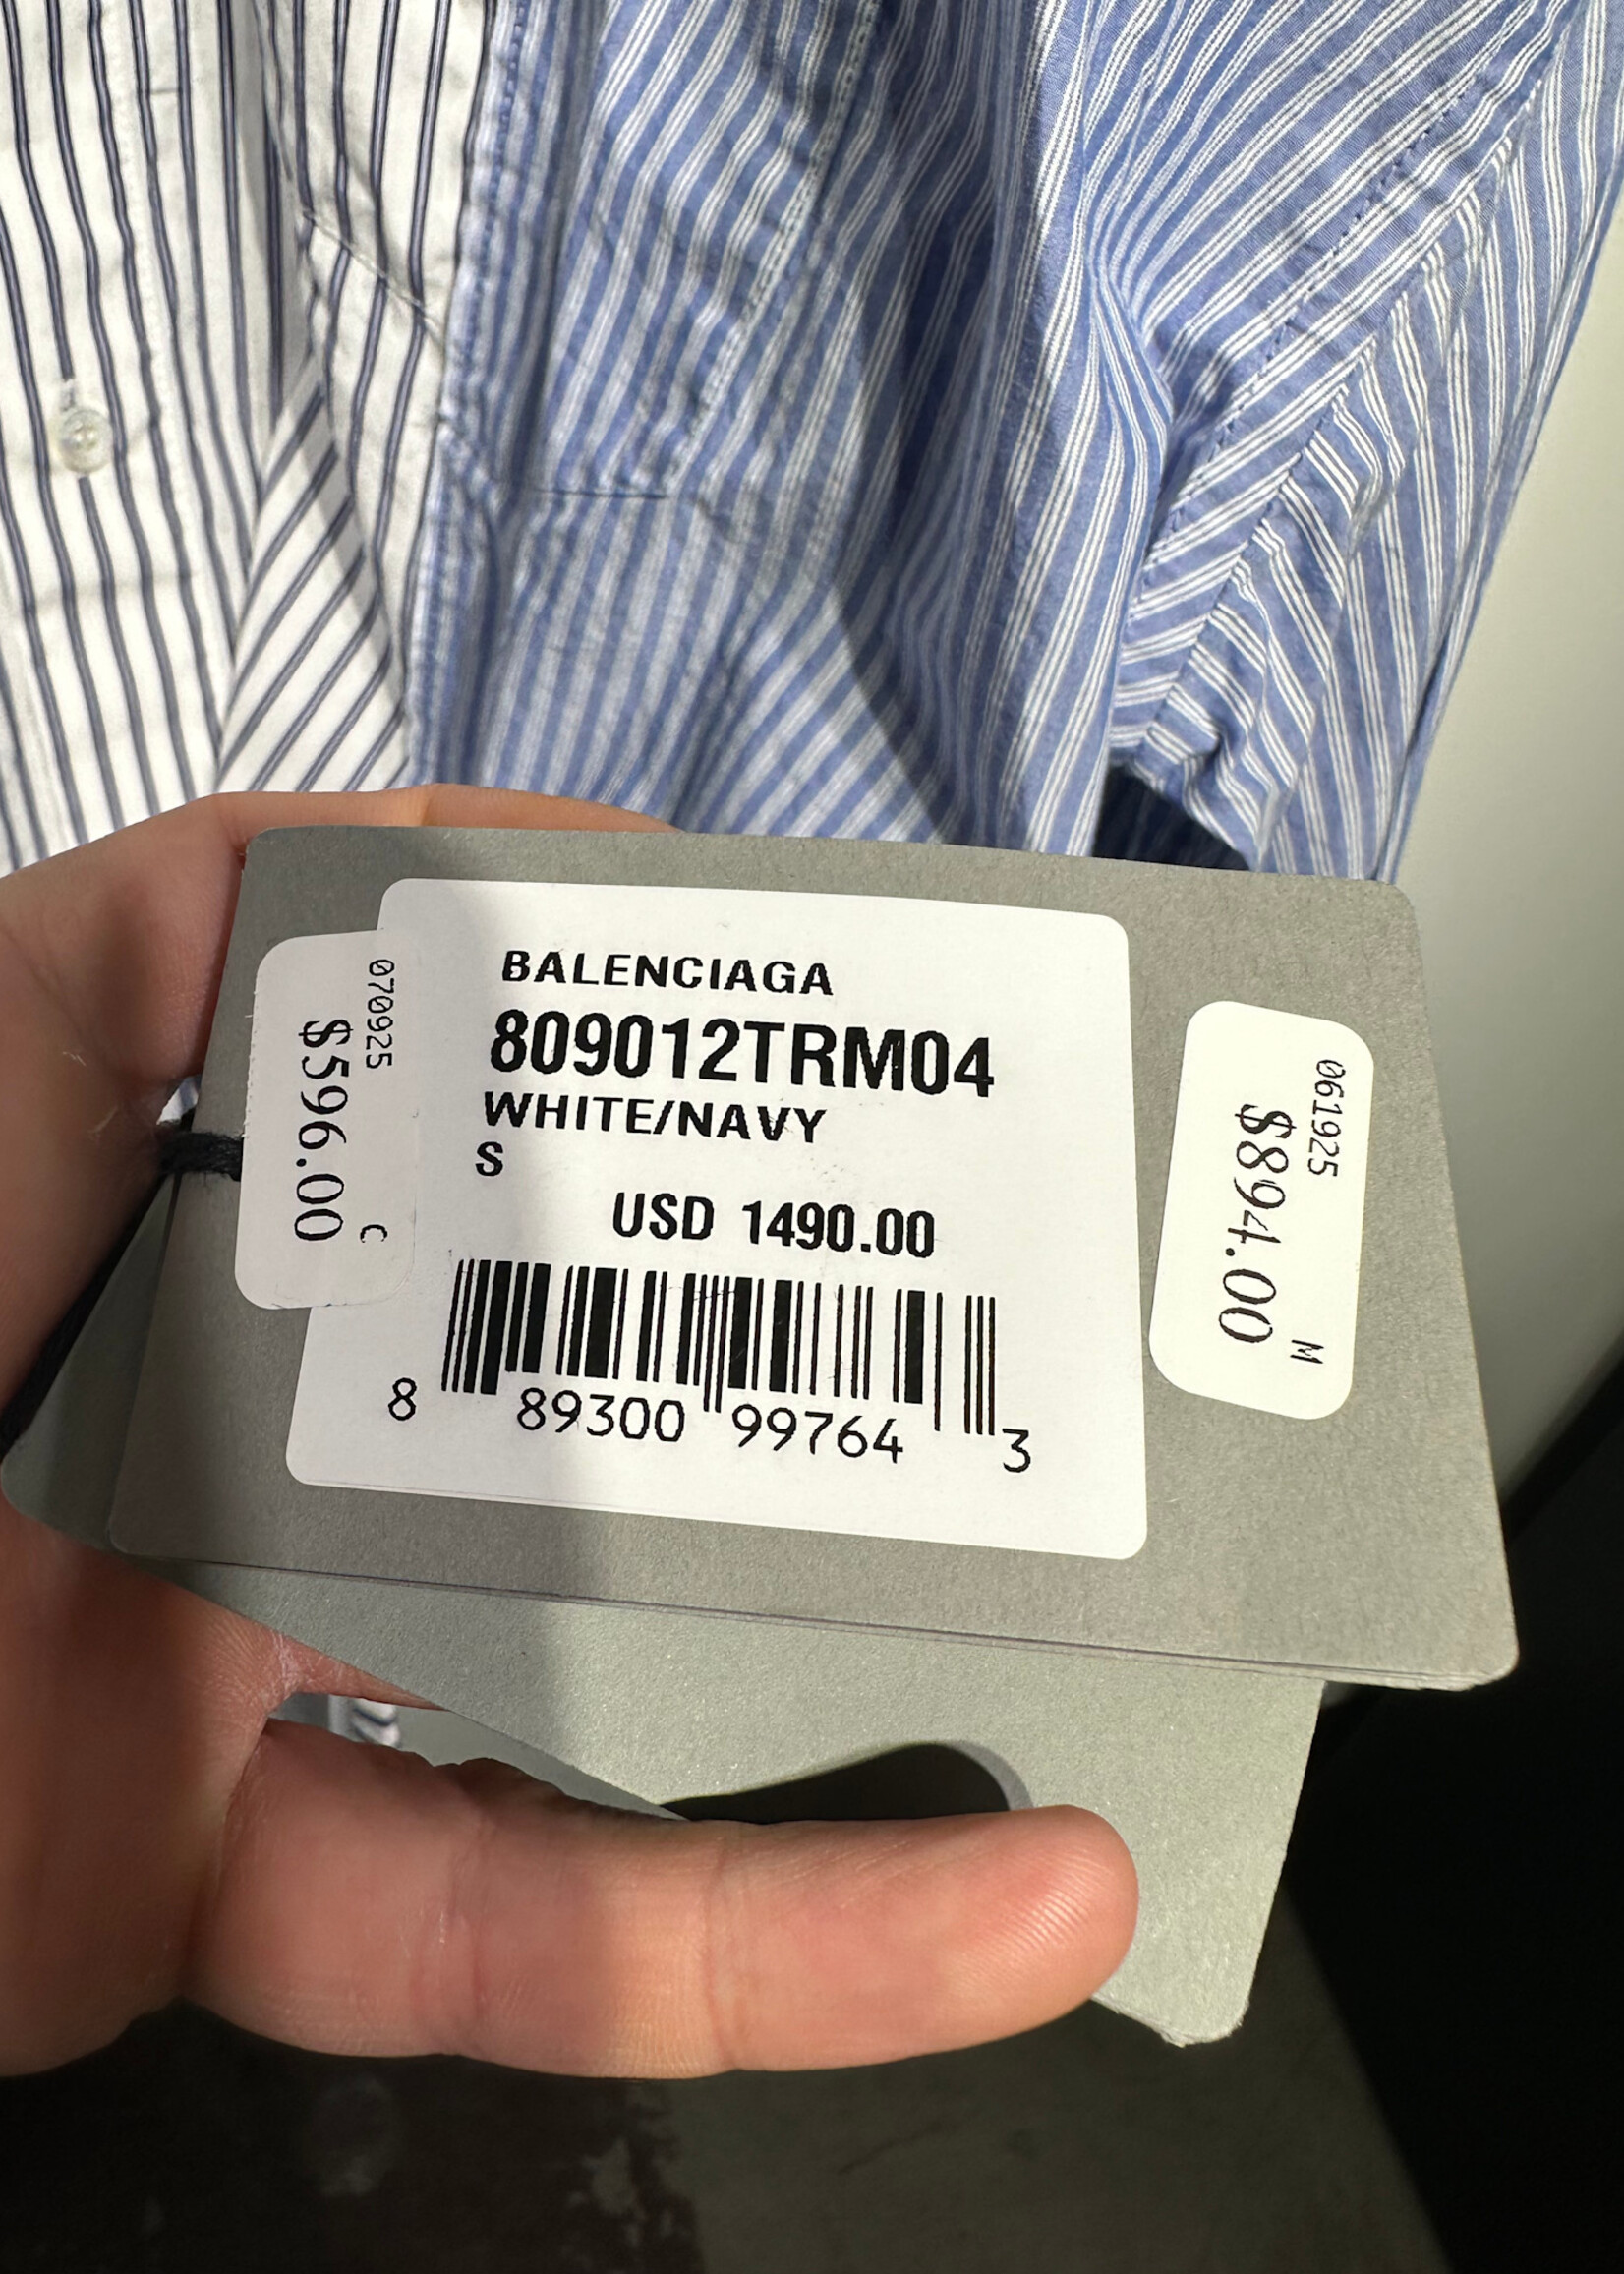 BALENCIAGA
809012TRM04
WHITE/NAVY
S
USD 1490.00
8 89300 99764 3
070925
$596.00
C
061925
$894.00
M